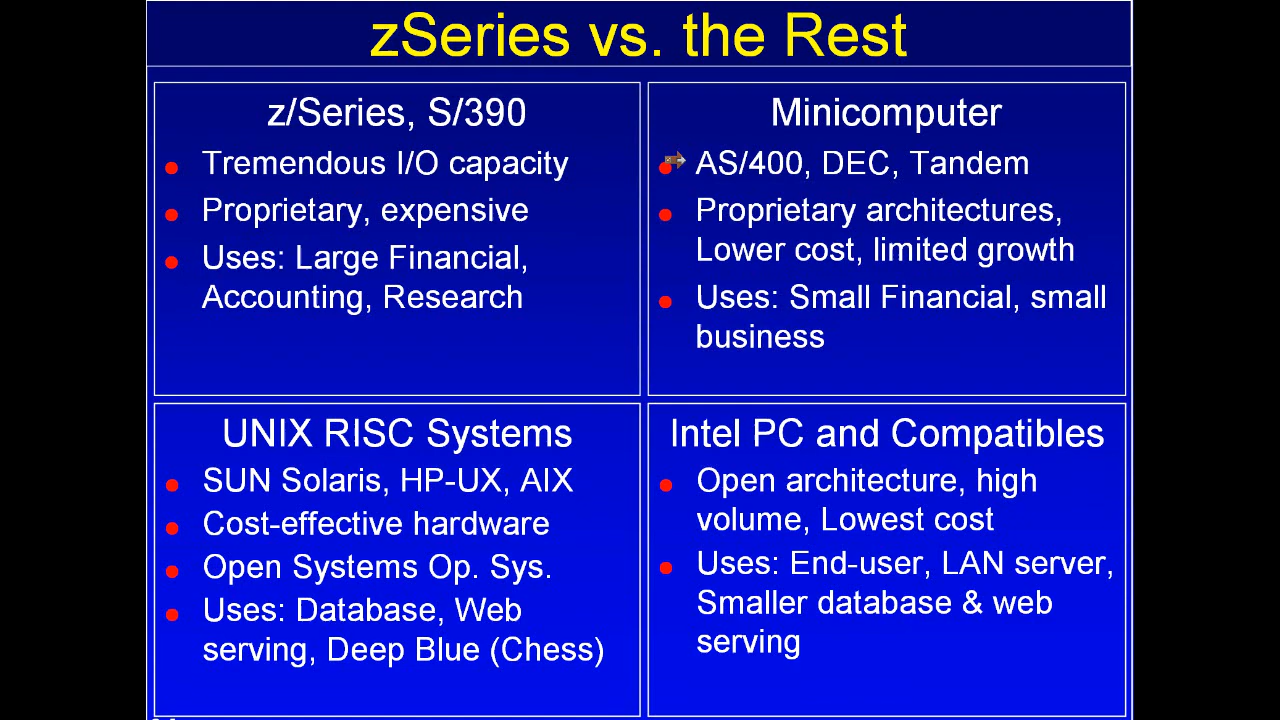 zSeries vs. the Rest
z/Series, S/390
Tremendous I/O capacity
Proprietary, expensive
Uses: Large Financial,
Accounting, Research
Minicomputer
AS/400, DEC, Tandem
Proprietary architectures,
Lower cost, limited growth
Uses: Small Financial, small
business
UNIX RISC Systems
SUN Solaris, HP-UX, AIX
Cost-effective hardware
Open Systems Op. Sys.
Uses: Database, Web
serving, Deep Blue (Chess)
Intel PC and Compatibles
Open architecture, high
volume, Lowest cost
Uses: End-user, LAN server,
Smaller database & web
serving